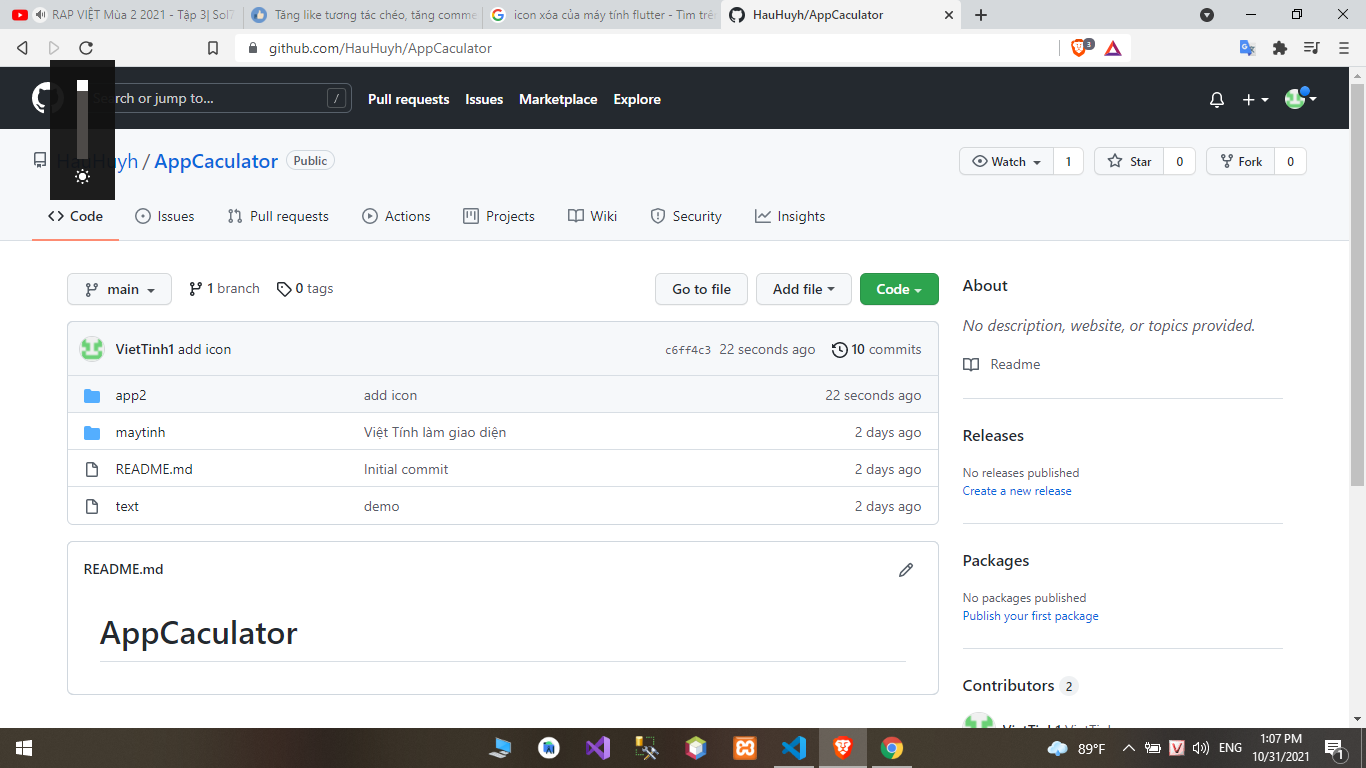 RAP VIỆT Mùa 2 2021 - Tập 3| Sol7
Tăng like tương tác chéo, tăng comme
icon xóa của máy tính flutter - Tìm trê
HauHuyh/AppCaculator
github.com/HauHuyh/AppCaculator
3
Search or jump to...
/
Pull requests
Issues
Marketplace
Explore
HauHuyh / AppCaculator
Public
Watch 1
Star 0
Fork 0
Code
Issues
Pull requests
Actions
Projects
Wiki
Security
Insights
main
1 branch
0 tags
Go to file
Add file
Code
VietTinh1 add icon
c6ff4c3 22 seconds ago
10 commits
app2 add icon 22 seconds ago
maytinh Việt Tính làm giao diện 2 days ago
README.md Initial commit 2 days ago
text demo 2 days ago
README.md
AppCaculator
About
No description, website, or topics provided.
Readme
Releases
No releases published
Create a new release
Packages
No packages published
Publish your first package
Contributors 2
VietTinh1
89°F
ENG
1:07 PM
10/31/2021
1